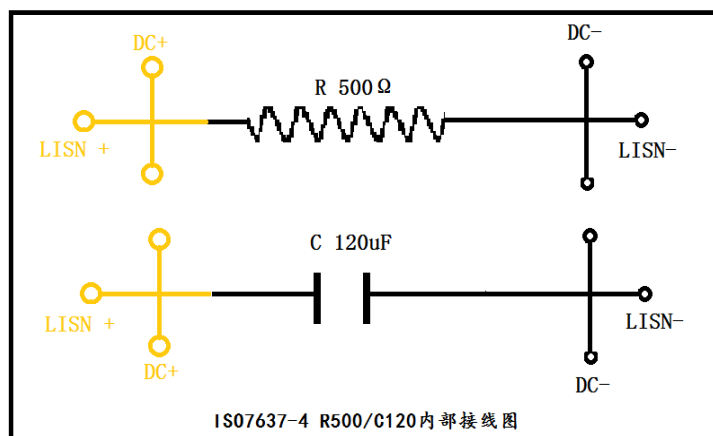 DC+
DC-
R 500Ω
LISN +
LISN-
C 120uF
LISN +
LISN-
DC+
DC-
ISO7637-4 R500/C120内部接线图